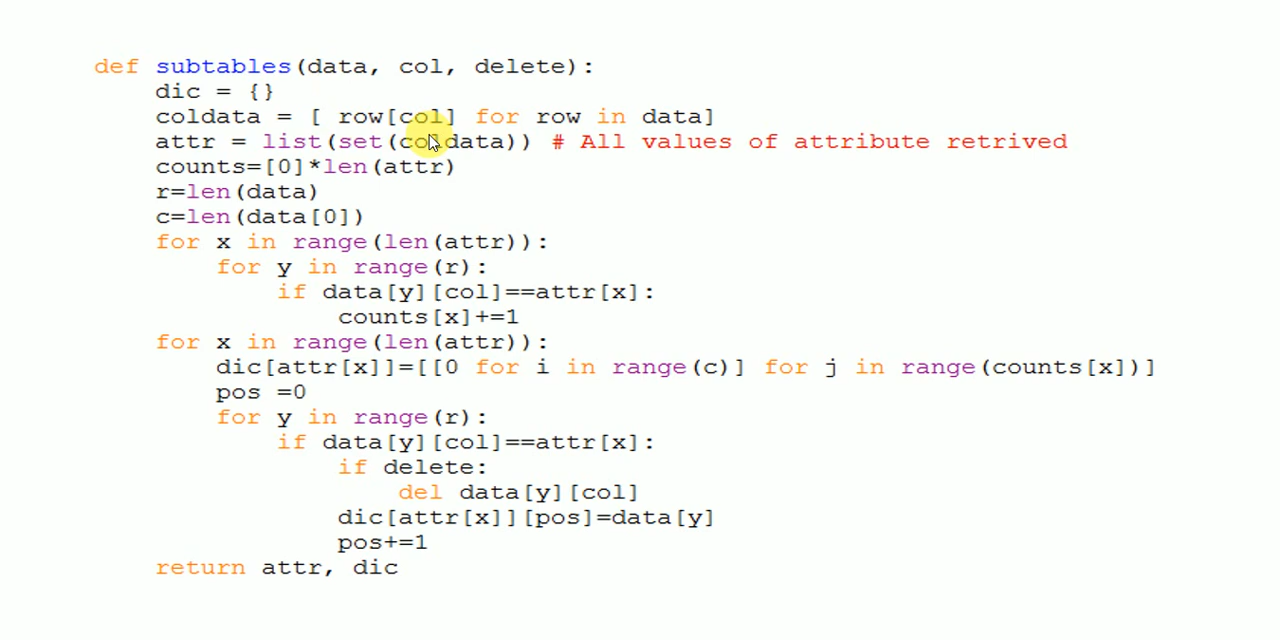 def subtables(data, col, delete):
    dic = {}
    coldata = [ row[col] for row in data]
    attr = list(set(coldata)) # All values of attribute retrived
    counts=[0]*len(attr)
    r=len(data)
    c=len(data[0])
    for x in range(len(attr)):
        for y in range(r):
            if data[y][col]==attr[x]:
                counts[x]+=1
    for x in range(len(attr)):
        dic[attr[x]]=[[0 for i in range(c)] for j in range(counts[x])]
        pos =0
        for y in range(r):
            if data[y][col]==attr[x]:
                if delete:
                    del data[y][col]
                dic[attr[x]][pos]=data[y]
                pos+=1
    return attr, dic